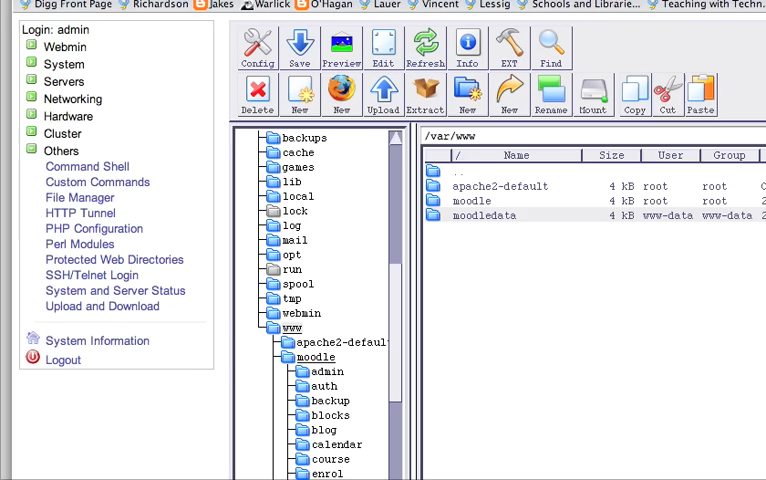 Digg Front Page Richardson Jakes Warlick O'Hagan Lauer Vincent Lessig Schools and Librarie... Teaching with Techn.
Login: admin
Webmin
System
Servers
Networking
Hardware
Cluster
Others
Command Shell
Custom Commands
File Manager
HTTP Tunnel
PHP Configuration
Perl Modules
Protected Web Directories
SSH/Telnet Login
System and Server Status
Upload and Download
System Information
Logout
Config Save Preview Edit Refresh Info EXT Find
Delete New New Upload Extract New New Rename Mount Copy Cut Paste
backups
cache
games
lib
local
lock
log
mail
opt
run
spool
tmp
webmin
www
apache2-defaul
moodle
admin
auth
backup
blocks
blog
calendar
course
enrol
/var/www
/ Name Size User Group
..
apache2-default 4 kB root root
moodle 4 kB root root 2
moodledata 4 kB www-data www-data 2